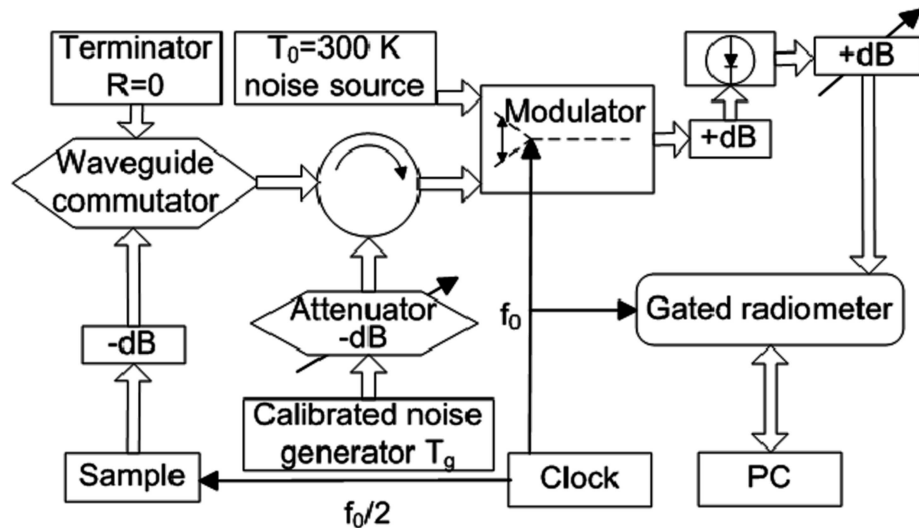 Terminator
R=0
T₀=300 K
noise source
Modulator
+dB
+dB
Waveguide
commutator
Attenuator
-dB
-dB
f₀
Gated radiometer
Calibrated noise
generator T_g
Sample
Clock
PC
f₀/2